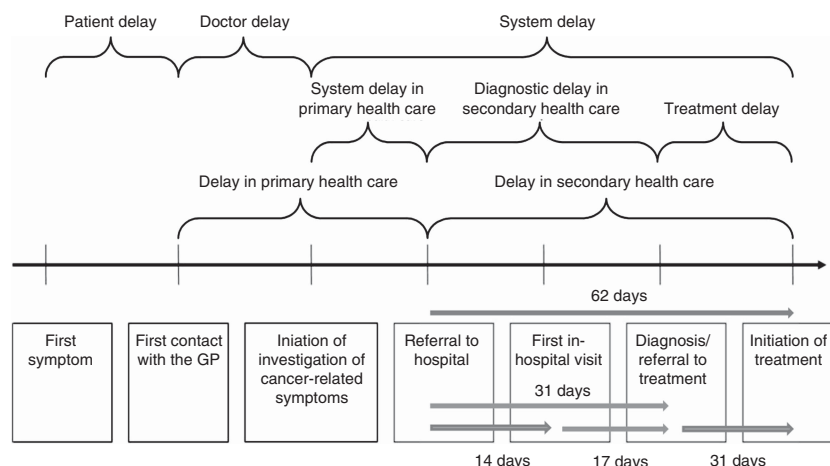 Patient delay
Doctor delay
System delay
System delay in
primary health care
Diagnostic delay in
secondary health care
Treatment delay
Delay in primary health care
Delay in secondary health care
62 days
First
symptom
First contact
with the GP
Iniation of
investigation of
cancer-related
symptoms
Referral to
hospital
First in-
hospital visit
Diagnosis/
referral to
treatment
Initiation of
treatment
31 days
14 days
17 days
31 days